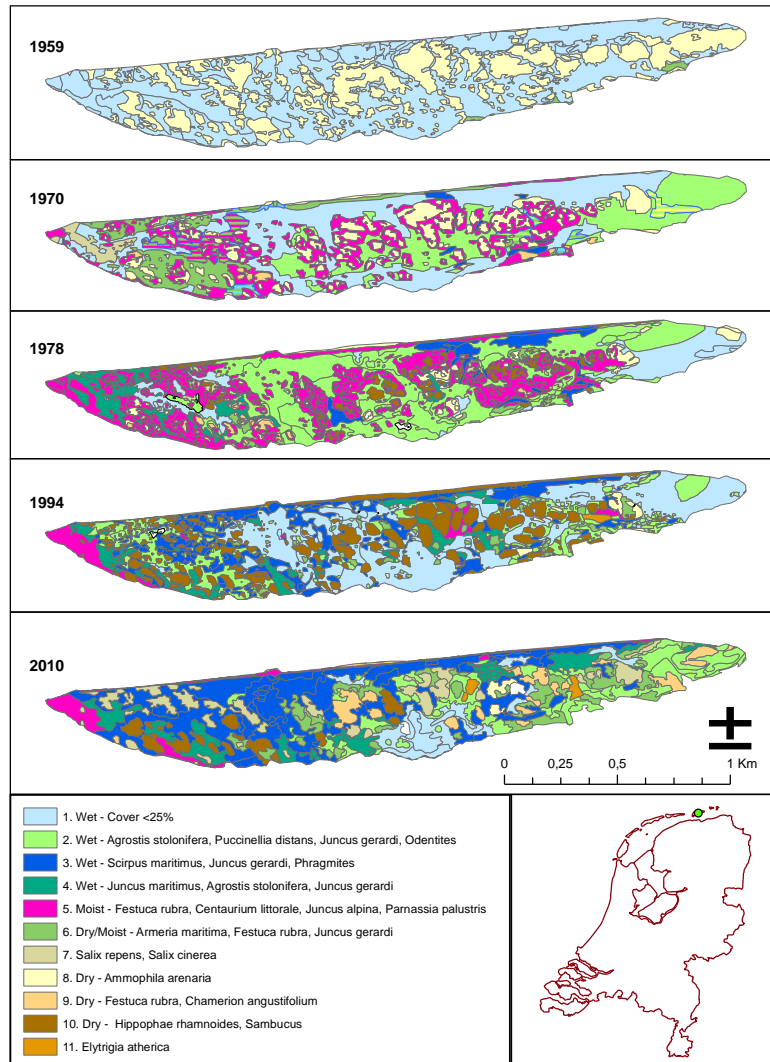 1959
1970
1978
1994
2010
0 0,25 0,5 1 Km
1. Wet - Cover <25%
2. Wet - Agrostis stolonifera, Puccinellia distans, Juncus gerardi, Odentites
3. Wet - Scirpus maritimus, Juncus gerardi, Phragmites
4. Wet - Juncus maritimus, Agrostis stolonifera, Juncus gerardi
5. Moist - Festuca rubra, Centaurium littorale, Juncus alpina, Parnassia palustris
6. Dry/Moist - Armeria maritima, Festuca rubra, Juncus gerardi
7. Salix repens, Salix cinerea
8. Dry - Ammophila arenaria
9. Dry - Festuca rubra, Chamerion angustifolium
10. Dry - Hippophae rhamnoides, Sambucus
11. Elytrigia atherica